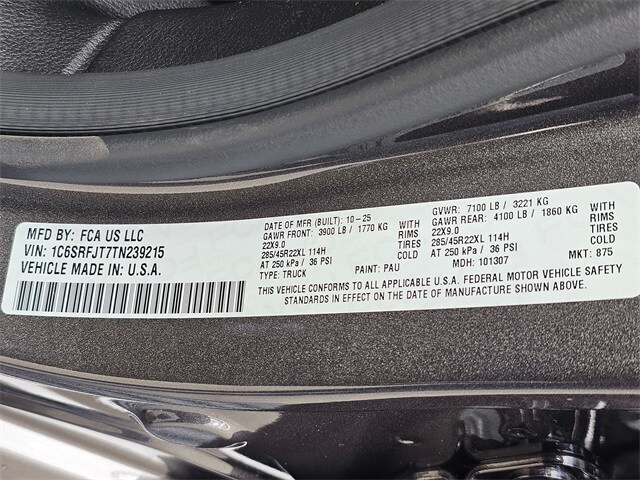 MFD BY: FCA US LLC
VIN: 1C6SRFJT7TN239215
VEHICLE MADE IN: U.S.A.
DATE OF MFR (BUILT): 10-25
GAWR FRONT: 3900 LB / 1770 KG WITH
22X9.0 RIMS
285/45R22XL 114H TIRES
AT 250 kPa / 36 PSI COLD
TYPE: TRUCK PAINT: PAU
GVWR: 7100 LB / 3221 KG
GAWR REAR: 4100 LB / 1860 KG WITH
22X9.0 RIMS
285/45R22XL 114H TIRES
AT 250 kPa / 36 PSI COLD
MDH: 101307 MKT: 875
THIS VEHICLE CONFORMS TO ALL APPLICABLE U.S.A. FEDERAL MOTOR VEHICLE SAFETY
STANDARDS IN EFFECT ON THE DATE OF MANUFACTURE SHOWN ABOVE.